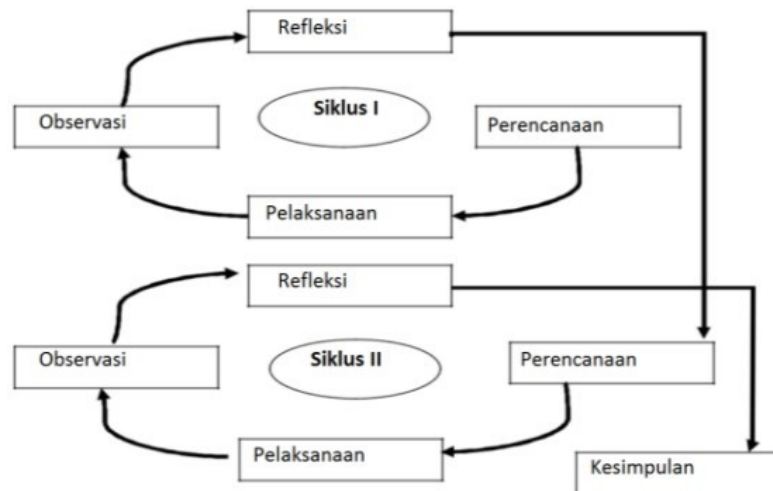 Refleksi
Siklus I
Observasi
Perencanaan
Pelaksanaan
Refleksi
Siklus II
Observasi
Perencanaan
Pelaksanaan
Kesimpulan